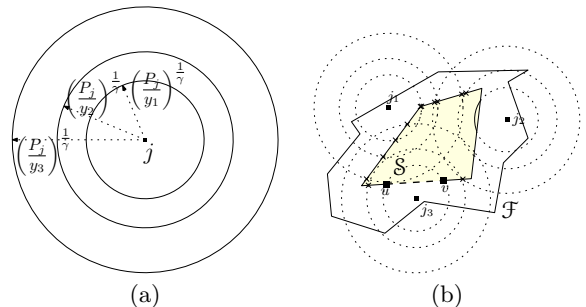 (P_j/y_1)^{1/γ}
(P_j/y_2)^{1/γ}
(P_j/y_3)^{1/γ}
j
(a)
j_1
j_2
S
u
v
j_3
F
(b)